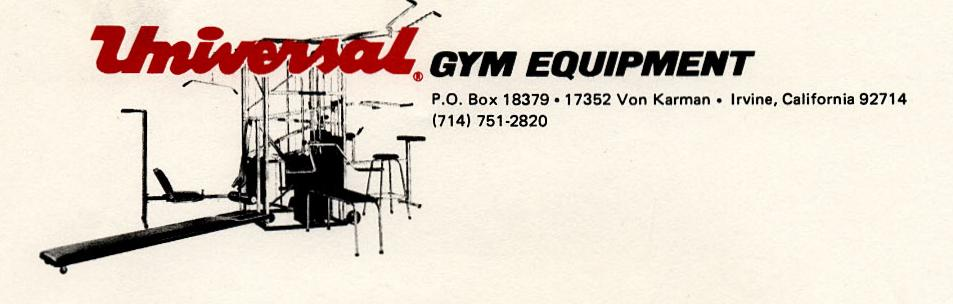 Universal® GYM EQUIPMENT
P.O. Box 18379 • 17352 Von Karman • Irvine, California 92714
(714) 751-2820